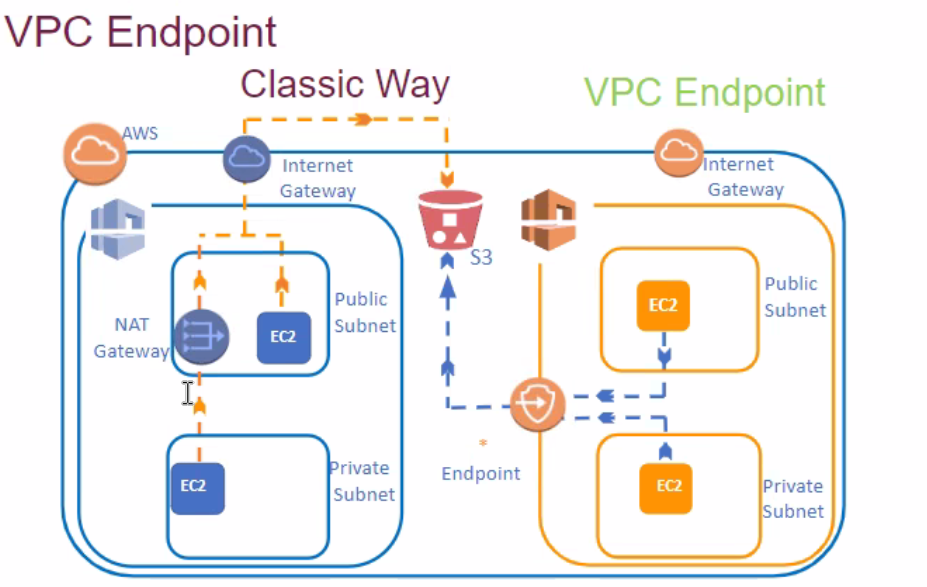 VPC Endpoint
Classic Way
VPC Endpoint
AWS
Internet
Gateway
Internet
Gateway
S3
Public
Subnet
EC2
NAT
Gateway
EC2
Public
Subnet
*
Endpoint
Private
Subnet
EC2
EC2
Private
Subnet